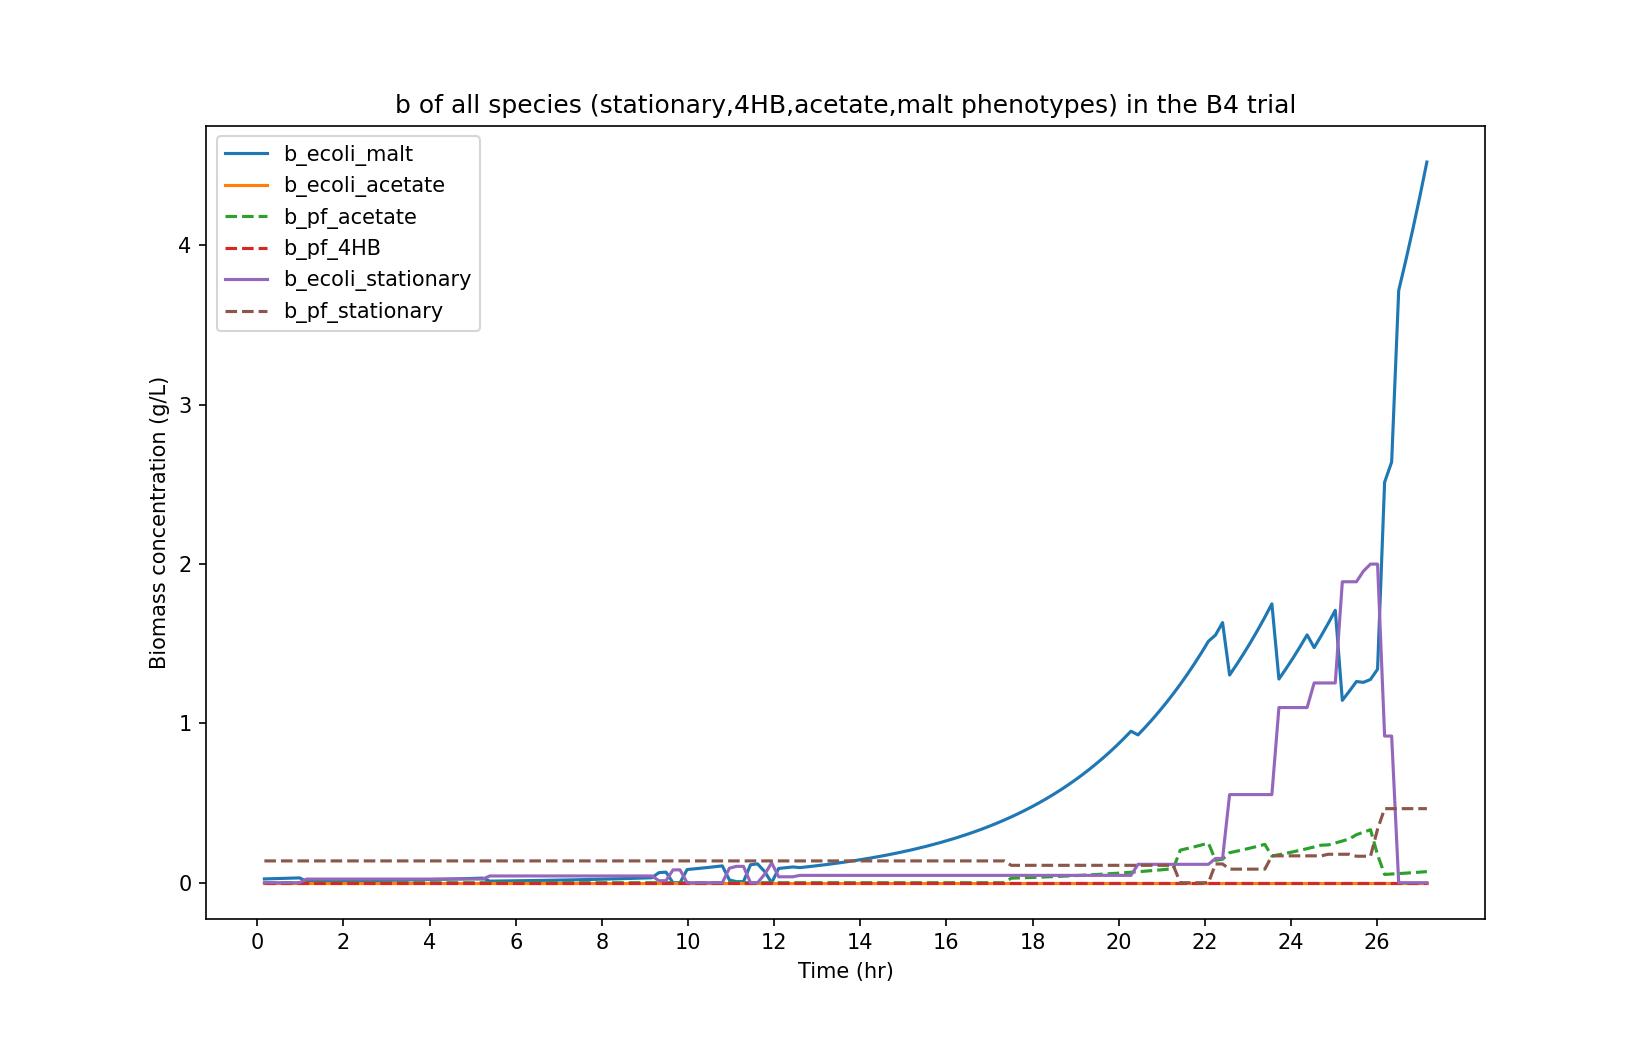 b of all species (stationary,4HB,acetate,malt phenotypes) in the B4 trial
b_ecoli_malt
b_ecoli_acetate
b_pf_acetate
b_pf_4HB
b_ecoli_stationary
b_pf_stationary
Biomass concentration (g/L)
4
3
2
1
0
0 2 4 6 8 10 12 14 16 18 20 22 24 26
Time (hr)